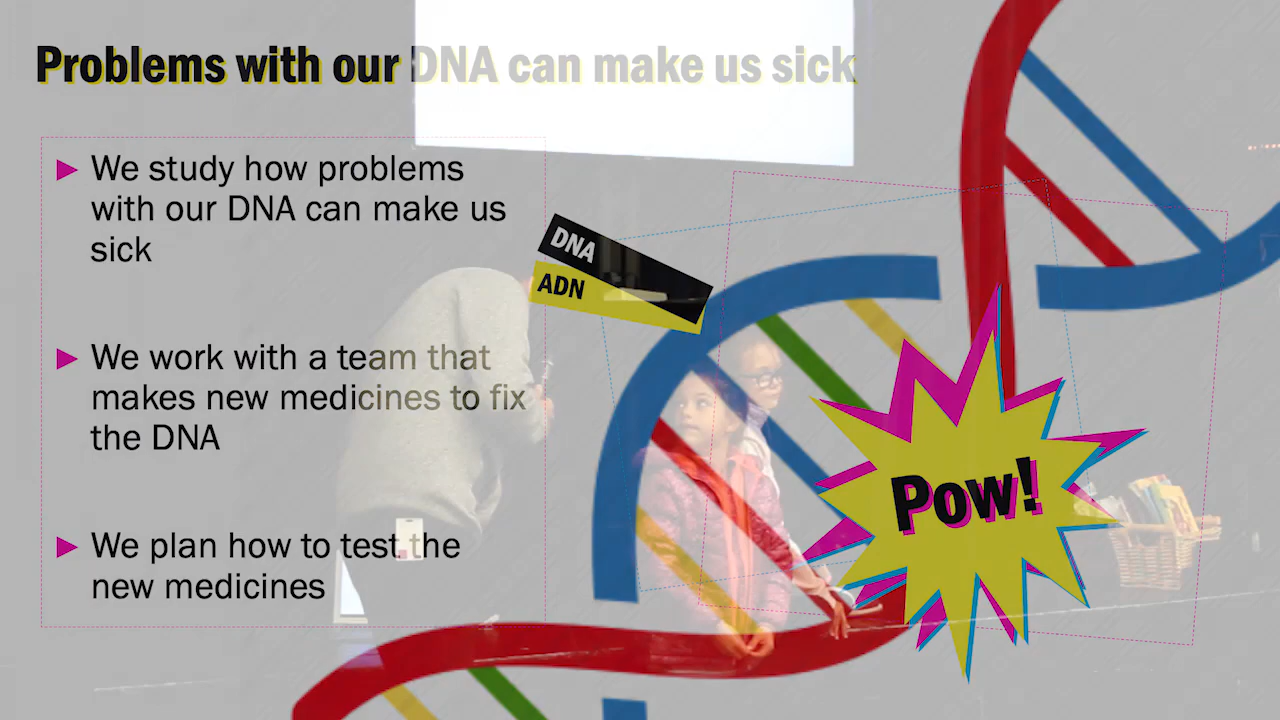 Problems with our DNA can make us sick
► We study how problems
with our DNA can make us
sick
► We work with a team that
makes new medicines to fix
the DNA
► We plan how to test the
new medicines
DNA
ADN
Pow!